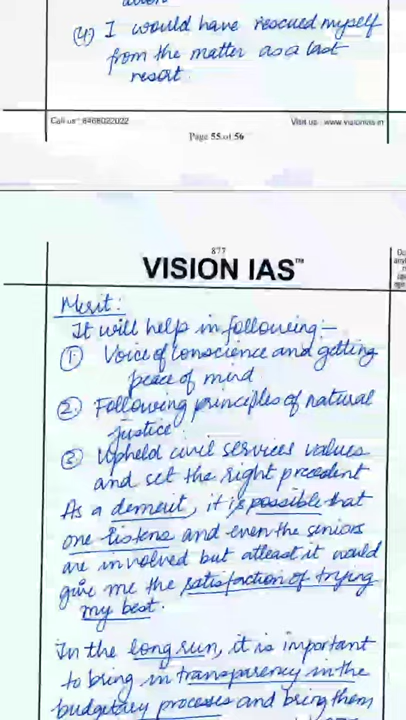 (4) I would have rescued myself
from the matter as a last
resort.
Call us : 8468022022 Visit us : www.visionias.in
Page 55 of 56
877
VISION IAS™
Merit:
It will help in following:-
(1) Voice of conscience and getting
peace of mind
(2) Following principles of natural
justice
(3) Upheld civil services values
and set the right precedent
As a demerit, it is possible that
one listens and even the seniors
are involved but atleast it would
give me the satisfaction of trying
my best.
In the long run, it is important
to bring in transparency in the
budgetary processes and bring them